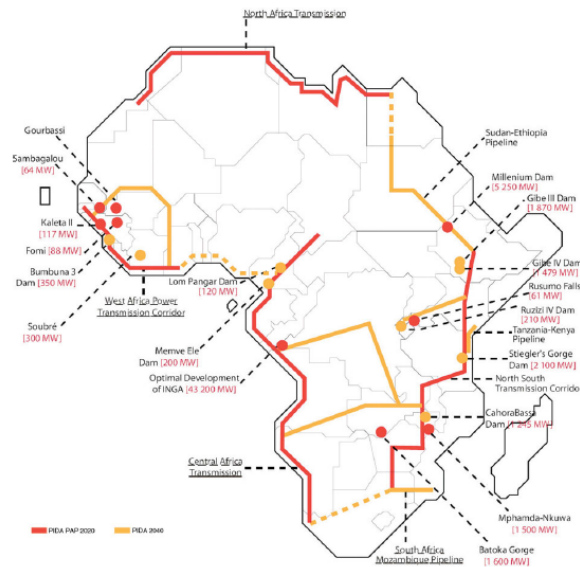 North Africa Transmission
Gourbassi
Sambagalou
[64 MW]
Kaleta II
[117 MW]
Fomi [88 MW]
Bumbuna 3
Dam [350 MW]
West Africa Power
Transmission Corridor
Soubré
[300 MW]
Lom Pangar Dam
[120 MW]
Memve Ele
Dam [200 MW]
Optimal Development
of INGA [43 200 MW]
Central Africa
Transmission
Sudan-Ethiopia
Pipeline
Millenium Dam
[5 250 MW]
Gibe III Dam
[1 870 MW]
Gibe IV Dam
[1 479 MW]
Rusumo Falls
[61 MW]
Ruzizi IV Dam
[210 MW]
Tanzania-Kenya
Pipeline
Stiegler's Gorge
Dam [2 100 MW]
North South
Transmission Corrido
CahoraBassa
Dam [1 245 MW]
Mphamda-Nkuwa
[1 500 MW]
Batoka Gorge
[1 600 MW]
South Africa
Mozambique Pipeline
PIDA PAP 2020
PIDA 2040